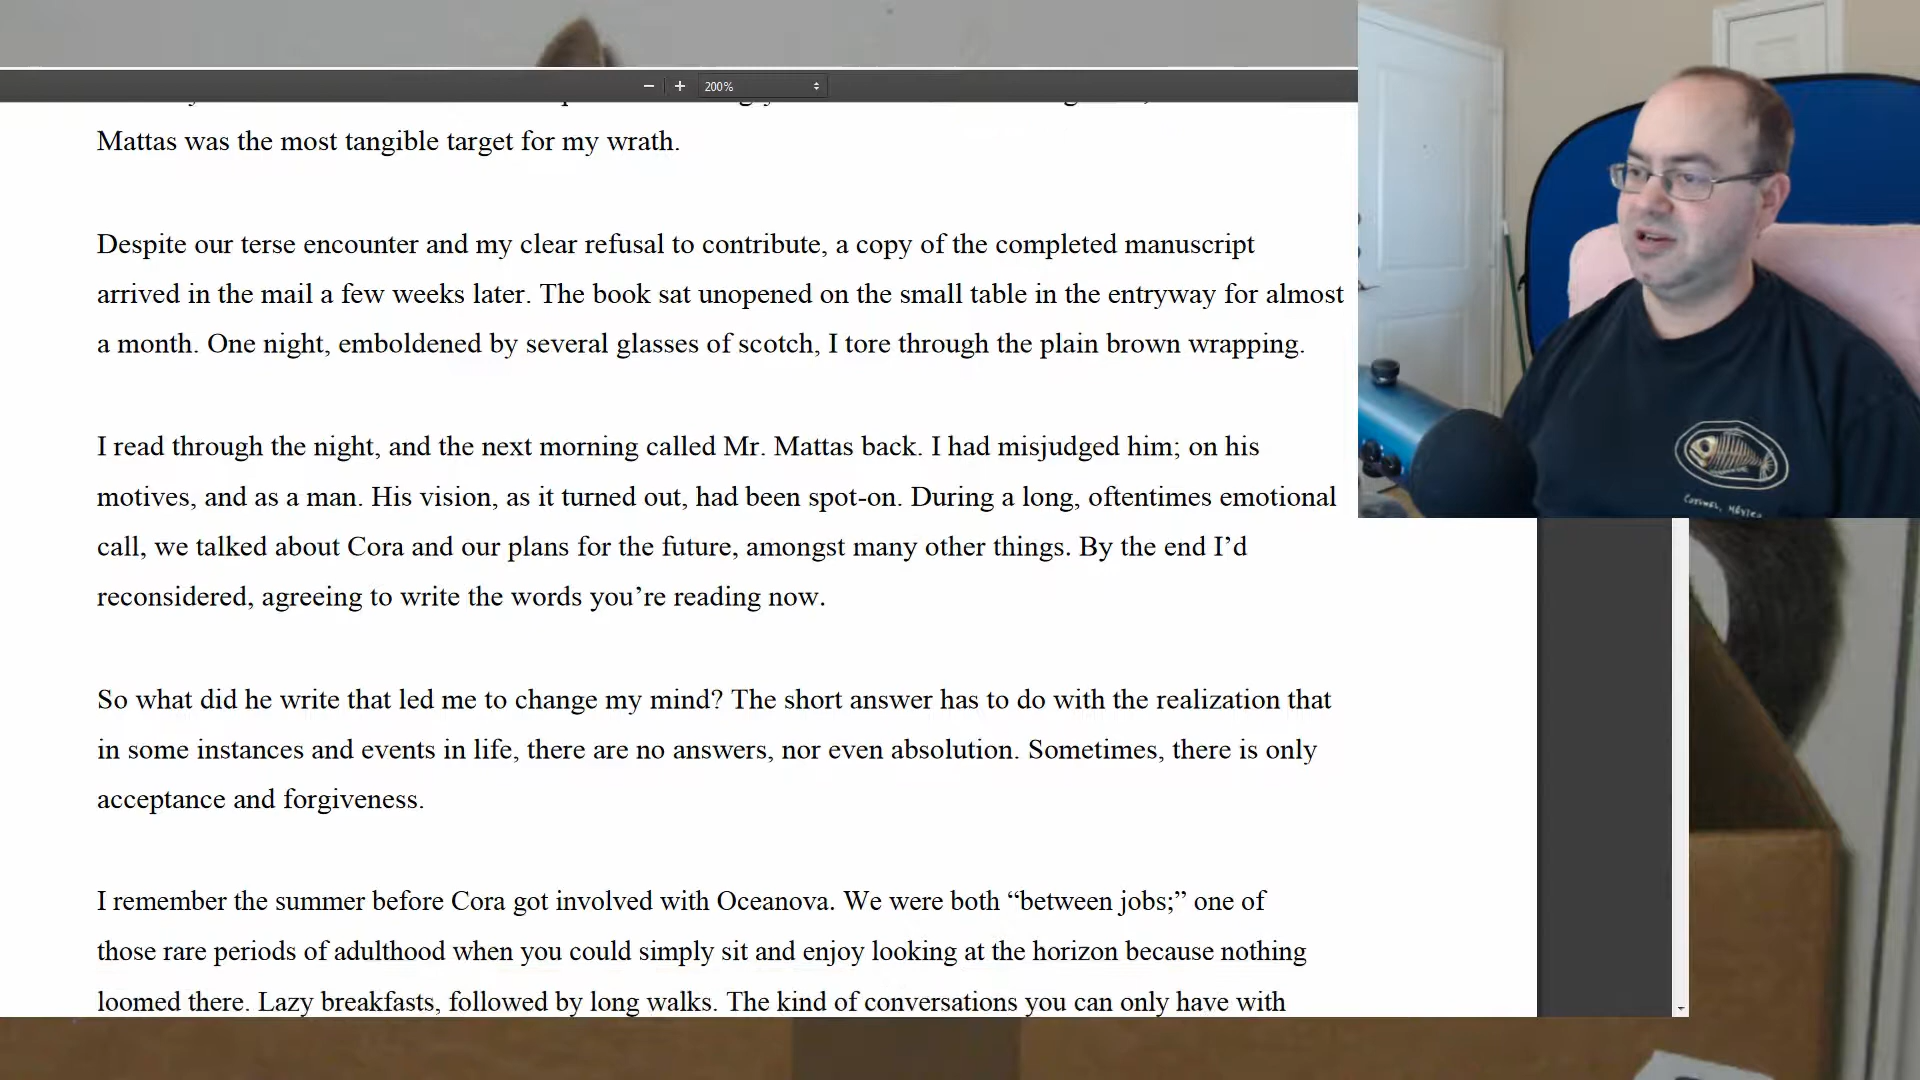 200%
Mattas was the most tangible target for my wrath.
Despite our terse encounter and my clear refusal to contribute, a copy of the completed manuscript
arrived in the mail a few weeks later. The book sat unopened on the small table in the entryway for almost
a month. One night, emboldened by several glasses of scotch, I tore through the plain brown wrapping.
I read through the night, and the next morning called Mr. Mattas back. I had misjudged him; on his
motives, and as a man. His vision, as it turned out, had been spot-on. During a long, oftentimes emotional
call, we talked about Cora and our plans for the future, amongst many other things. By the end I’d
reconsidered, agreeing to write the words you’re reading now.
So what did he write that led me to change my mind? The short answer has to do with the realization that
in some instances and events in life, there are no answers, nor even absolution. Sometimes, there is only
acceptance and forgiveness.
I remember the summer before Cora got involved with Oceanova. We were both “between jobs;” one of
those rare periods of adulthood when you could simply sit and enjoy looking at the horizon because nothing
loomed there. Lazy breakfasts, followed by long walks. The kind of conversations you can only have with